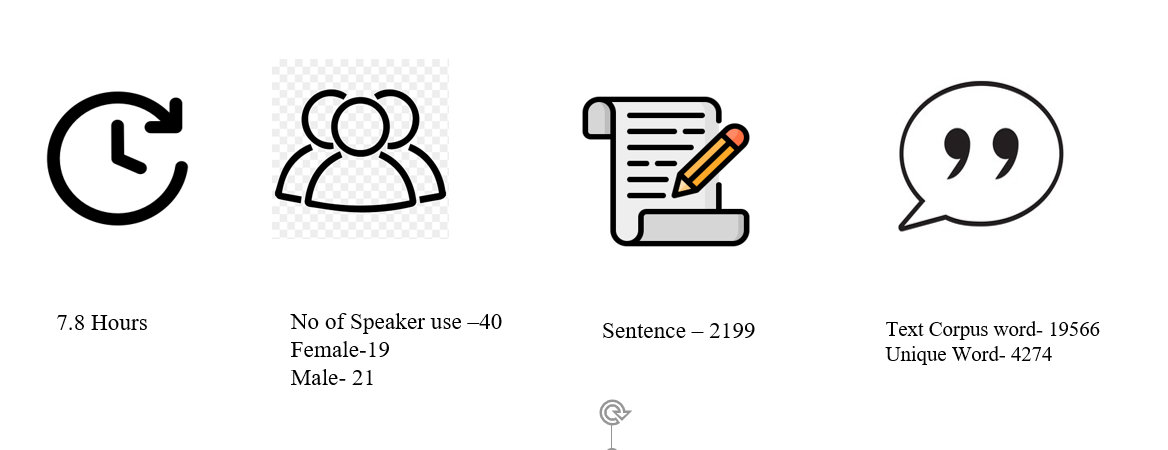 7.8 Hours
No of Speaker use –40
Female-19
Male- 21
Sentence – 2199
Text Corpus word- 19566
Unique Word- 4274